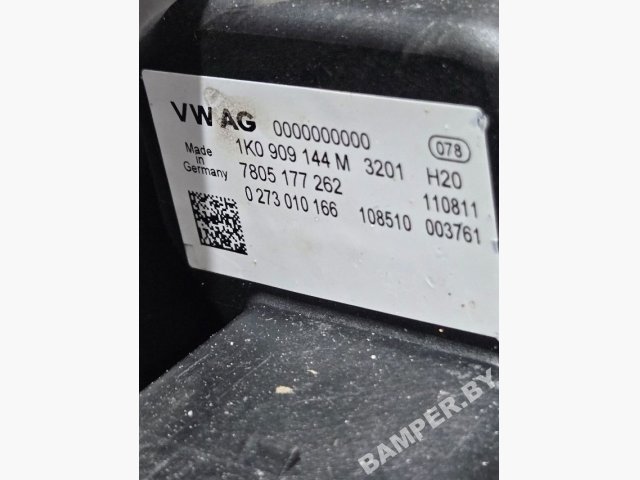 VW AG 0000000000 078
Made in Germany
1K0 909 144 M 3201 H20
7805 177 262 110811
0 273 010 166 108510 003761
BAMPER.BY